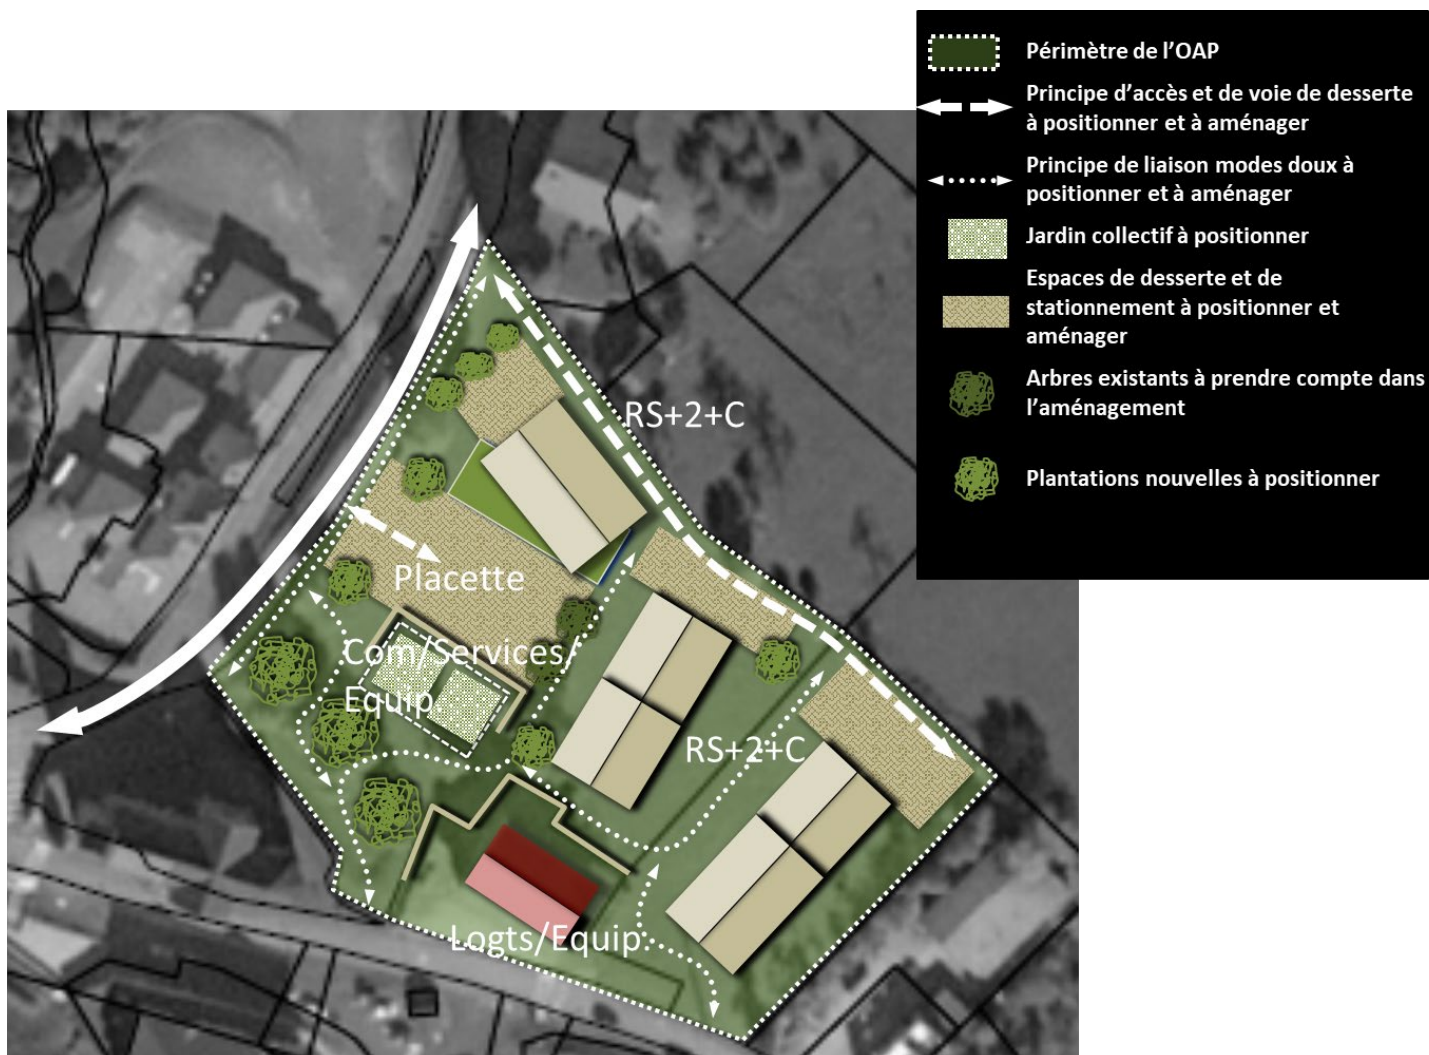 Périmètre de l’OAP
Principe d’accès et de voie de desserte
à positionner et à aménager
Principe de liaison modes doux à
positionner et à aménager
Jardin collectif à positionner
Espaces de desserte et de
stationnement à positionner et
aménager
Arbres existants à prendre compte dans
l’aménagement
Plantations nouvelles à positionner
RS+2+C
Placette
Com/Services/
Equip.
RS+2+C
Logts/Equip.